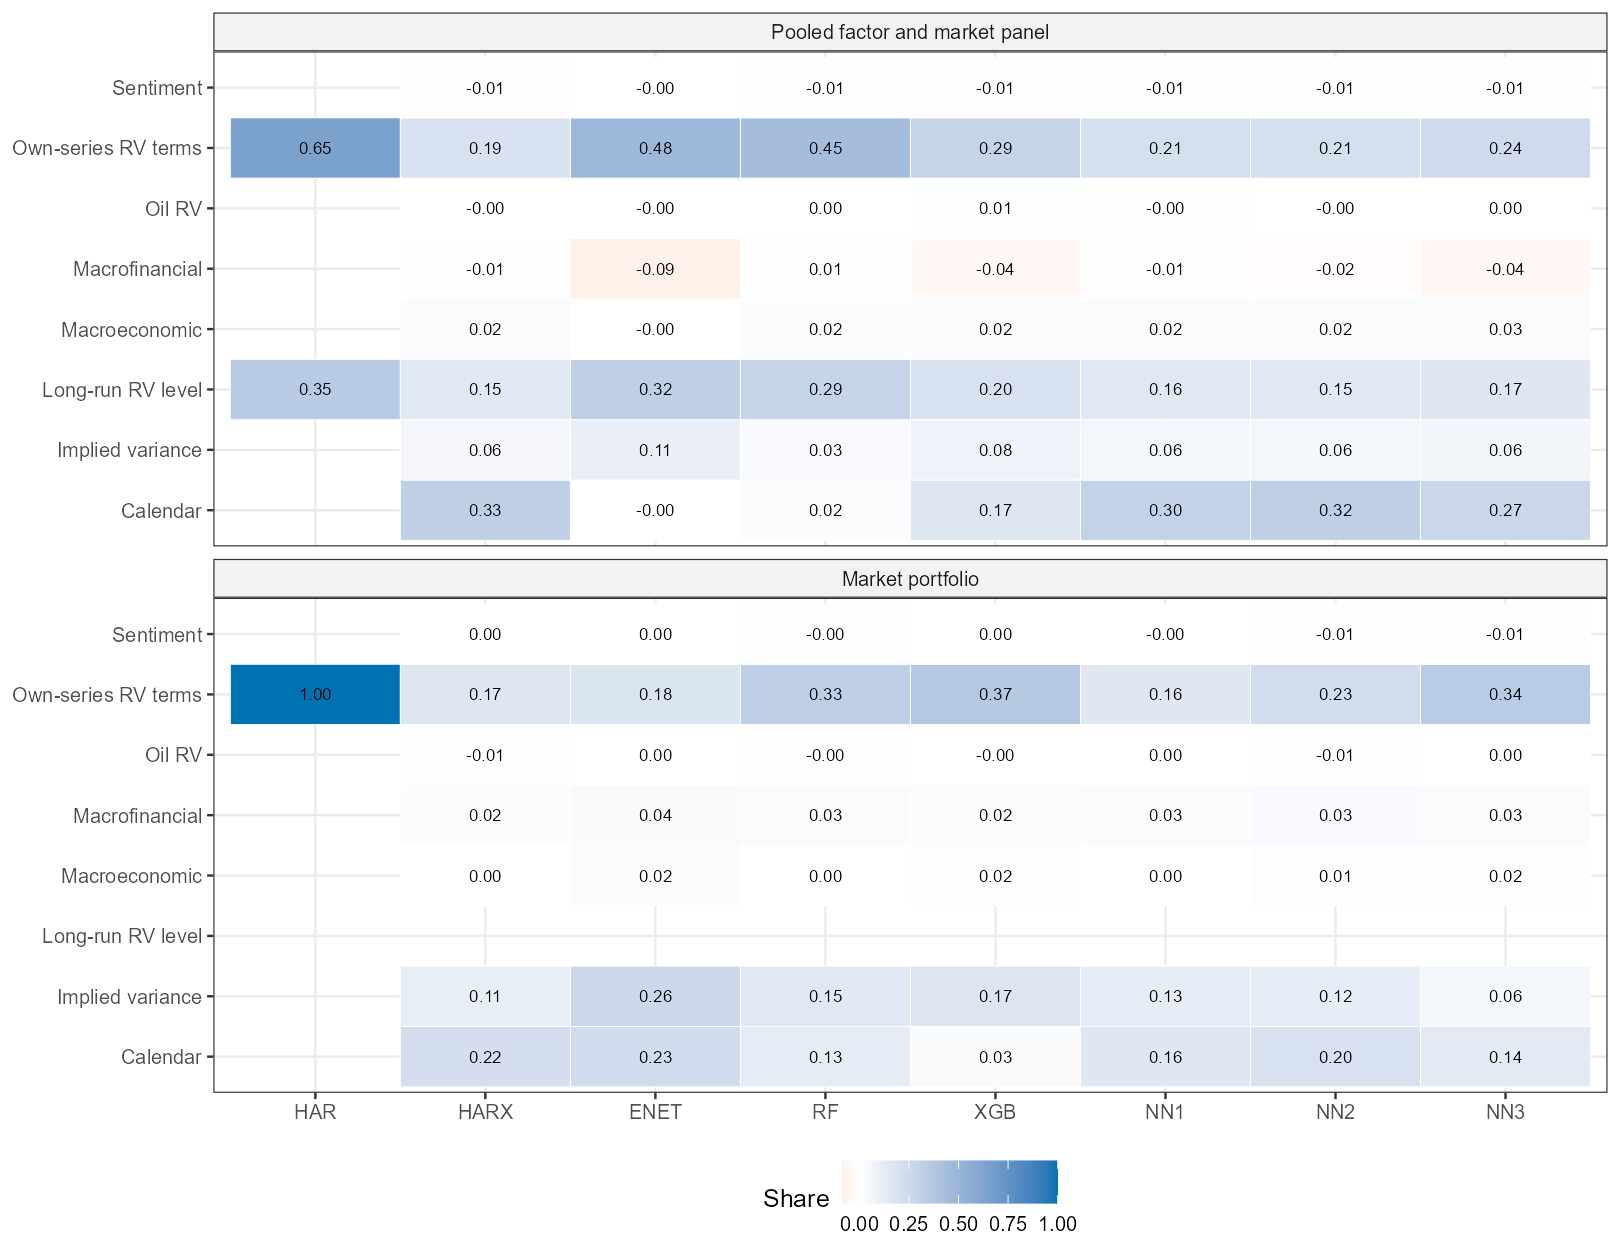 Pooled factor and market panel
Sentiment -0.01 -0.00 -0.01 -0.01 -0.01 -0.01 -0.01
Own-series RV terms 0.65 0.19 0.48 0.45 0.29 0.21 0.21 0.24
Oil RV -0.00 -0.00 0.00 0.01 -0.00 -0.00 0.00
Macrofinancial -0.01 -0.09 0.01 -0.04 -0.01 -0.02 -0.04
Macroeconomic 0.02 -0.00 0.02 0.02 0.02 0.02 0.03
Long-run RV level 0.35 0.15 0.32 0.29 0.20 0.16 0.15 0.17
Implied variance 0.06 0.11 0.03 0.08 0.06 0.06 0.06
Calendar 0.33 -0.00 0.02 0.17 0.30 0.32 0.27
Market portfolio
Sentiment 0.00 0.00 -0.00 0.00 -0.00 -0.01 -0.01
Own-series RV terms 1.00 0.17 0.18 0.33 0.37 0.16 0.23 0.34
Oil RV -0.01 0.00 -0.00 -0.00 0.00 -0.01 0.00
Macrofinancial 0.02 0.04 0.03 0.02 0.03 0.03 0.03
Macroeconomic 0.00 0.02 0.00 0.02 0.00 0.01 0.02
Long-run RV level
Implied variance 0.11 0.26 0.15 0.17 0.13 0.12 0.06
Calendar 0.22 0.23 0.13 0.03 0.16 0.20 0.14
HAR HARX ENET RF XGB NN1 NN2 NN3
Share
0.00 0.25 0.50 0.75 1.00